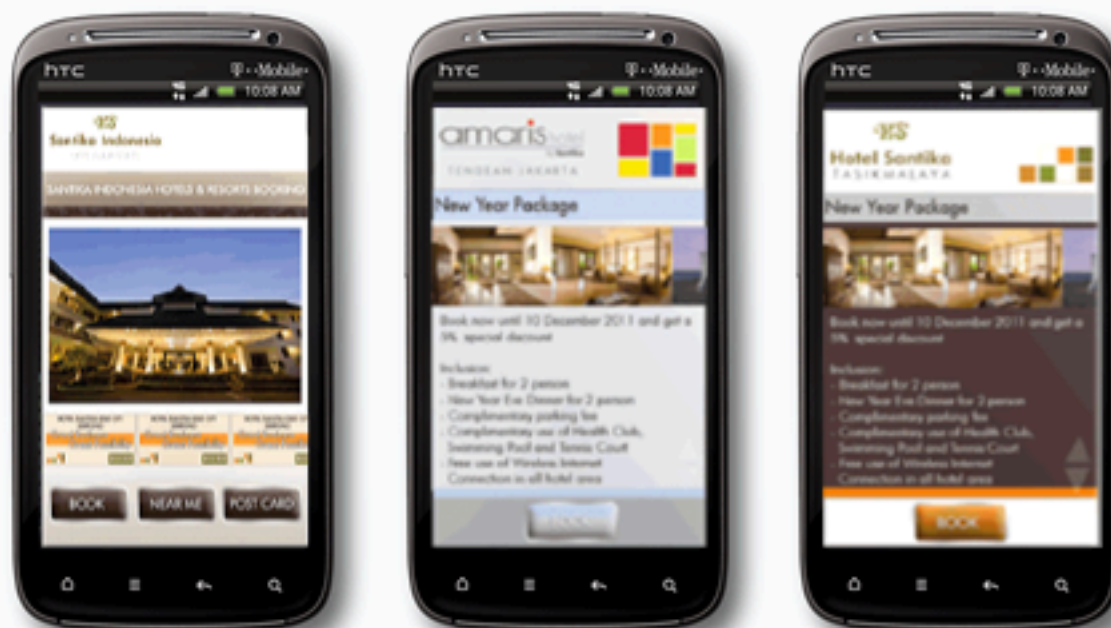 hTC
T··Mobile·
4G
10:08 AM
Santika Indonesia
SANTIKA INDONESIA HOTELS & RESORTS BOOKING
BOOK
NEAR ME
POST CARD
hTC
T··Mobile·
4G
10:08 AM
amaris hotel
by Santika
TENDEAN-JAKARTA
New Year Package
Book now until 10 December 2011 and get a
5% special discount
Inclusion:
- Breakfast for 2 person
- New Year Eve Dinner for 2 person
- Complimentary parking fee
- Complimentary use of Health Club,
Swimming Pool and Tennis Court
- Free use of Wireless Internet
Connection in all hotel area
BOOK
hTC
T··Mobile·
4G
10:08 AM
Hotel Santika
TASIKMALAYA
New Year Package
Book now until 10 December 2011 and get a
5% special discount
Inclusion:
- Breakfast for 2 person
- New Year Eve Dinner for 2 person
- Complimentary parking fee
- Complimentary use of Health Club,
Swimming Pool and Tennis Court
- Free use of Wireless Internet
Connection in all hotel area
BOOK